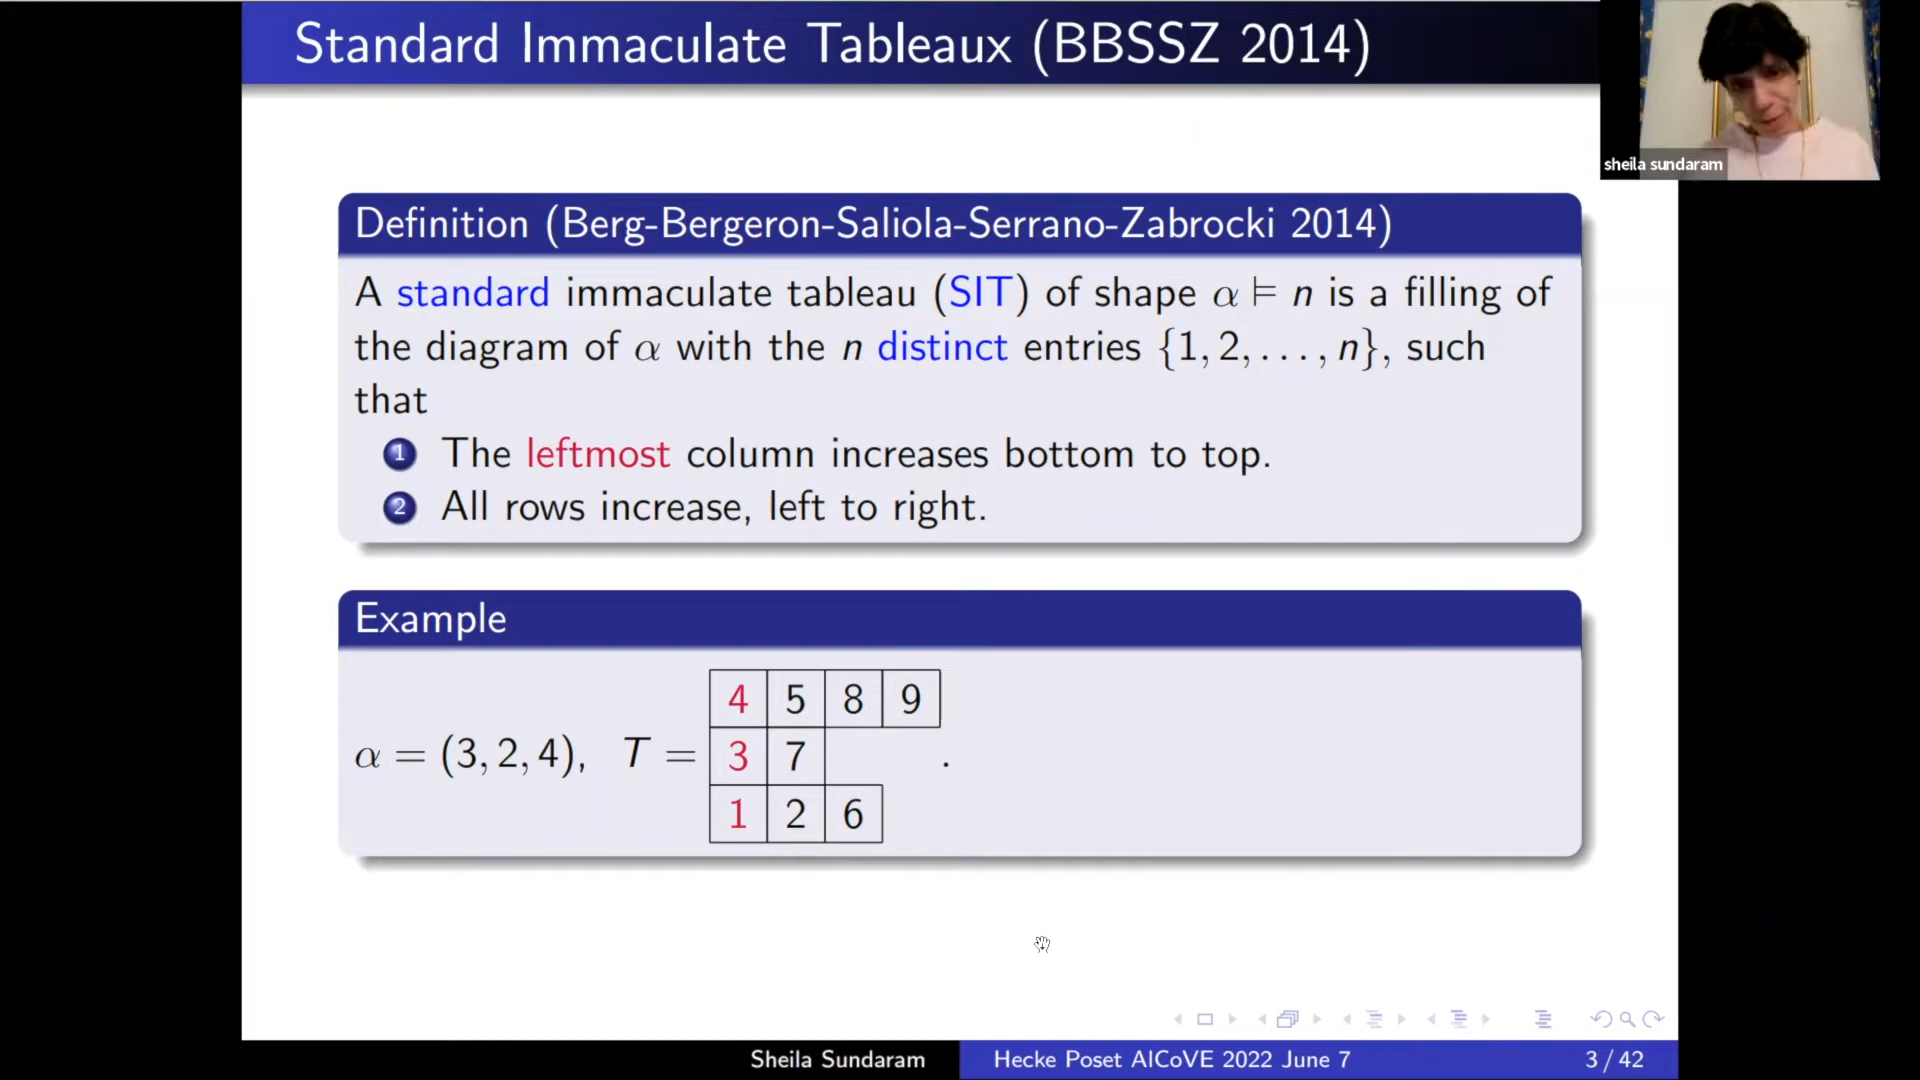 Standard Immaculate Tableaux (BBSSZ 2014)
sheila sundaram
Definition (Berg-Bergeron-Saliola-Serrano-Zabrocki 2014)
A standard immaculate tableau (SIT) of shape α ⊨ n is a filling of
the diagram of α with the n distinct entries {1, 2, . . . , n}, such
that
1 The leftmost column increases bottom to top.
2 All rows increase, left to right.
Example
4 5 8 9
α = (3, 2, 4), T = 3 7 .
1 2 6
Sheila Sundaram Hecke Poset AlCoVE 2022 June 7 3 / 42